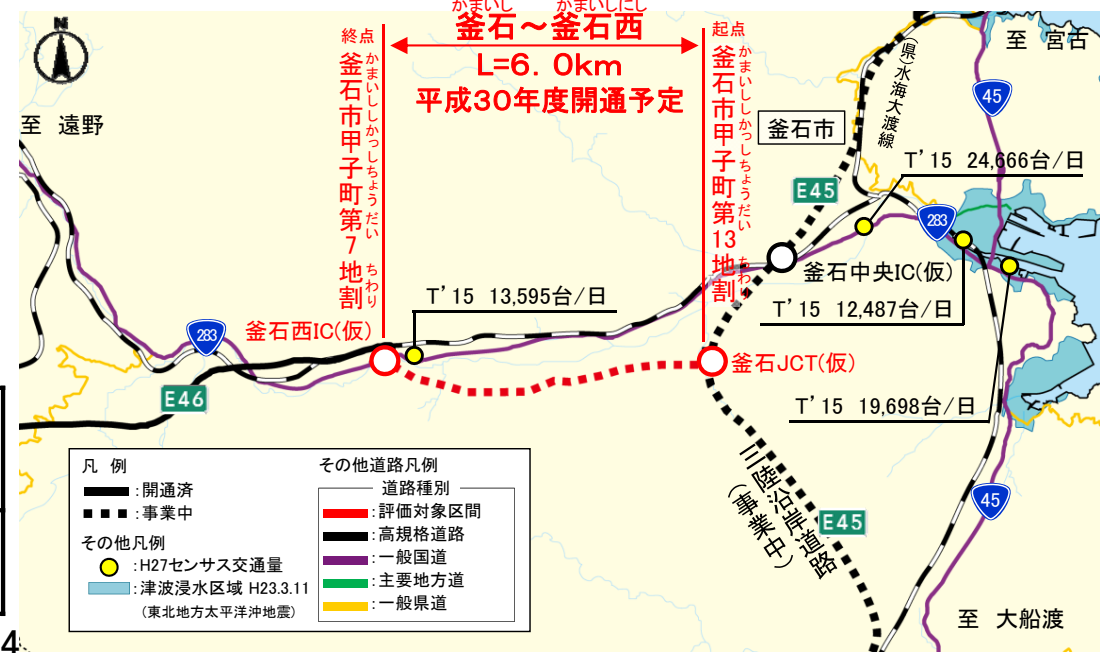 かまいし かまいしにし
釜石～釜石西
L=6.0km
平成30年度開通予定
終点
釜石市甲子町第7地割
かまいししかっしちょうだい ちわり
起点
釜石市甲子町第13地割
かまいししかっしちょうだい ちわり
N
至 遠野
至 宮古
(県)水海大渡線
45
釜石市
T'15 24,666台/日
E45
283
釜石中央IC(仮)
T'15 12,487台/日
T'15 13,595台/日
釜石西IC(仮)
283
釜石JCT(仮)
E46
T'15 19,698台/日
三陸沿岸道路
(事業中)
E45
45
至 大船渡
凡 例
:開通済
:事業中
その他凡例
:H27センサス交通量
:津波浸水区域 H23.3.11
(東北地方太平洋沖地震)
その他道路凡例
道路種別
:評価対象区間
:高規格道路
:一般国道
:主要地方道
:一般県道
4